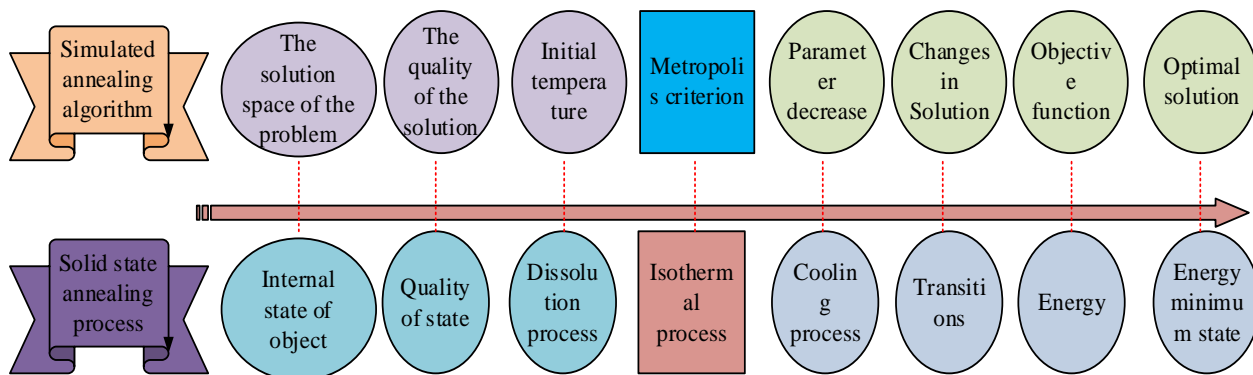 Simulated
annealing
algorithm
The
solution
space of the
problem
The
quality
of the
solution
Initial
tempera
ture
Metropoli
s criterion
Paramet
er
decrease
Changes
in
Solution
Objectiv
e
function
Optimal
solution
Solid state
annealing
process
Internal
state of
object
Quality
of state
Dissolu
tion
process
Isotherm
al
process
Coolin
g
process
Transiti
ons
Energy
Energy
minimu
m state